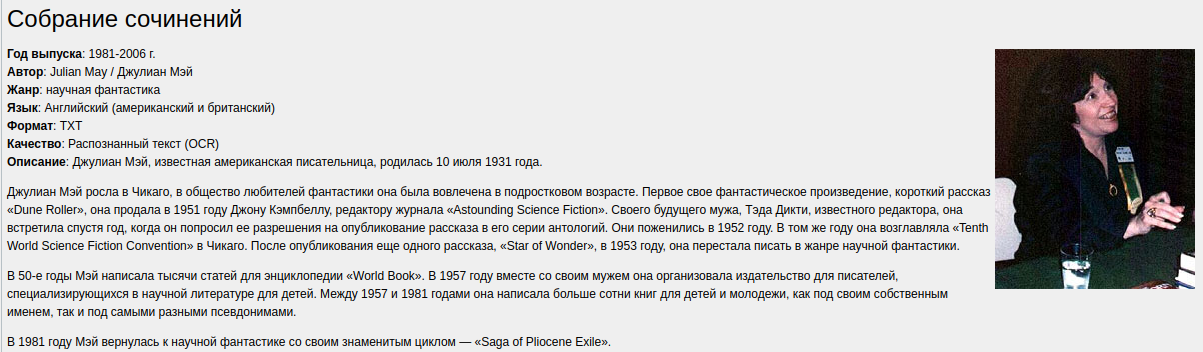 Собрание сочинений
Год выпуска: 1981-2006 г.
Автор: Julian May / Джулиан Мэй
Жанр: научная фантастика
Язык: Английский (американский и британский)
Формат: TXT
Качество: Распознанный текст (OCR)
Описание: Джулиан Мэй, известная американская писательница, родилась 10 июля 1931 года.
Джулиан Мэй росла в Чикаго, в общество любителей фантастики она была вовлечена в подростковом возрасте. Первое свое фантастическое произведение, короткий рассказ
«Dune Roller», она продала в 1951 году Джону Кэмпбеллу, редактору журнала «Astounding Science Fiction». Своего будущего мужа, Тэда Дикти, известного редактора, она
встретила спустя год, когда он попросил ее разрешения на опубликование рассказа в его серии антологий. Они поженились в 1952 году. В том же году она возглавляла «Tenth
World Science Fiction Convention» в Чикаго. После опубликования еще одного рассказа, «Star of Wonder», в 1953 году, она перестала писать в жанре научной фантастики.
В 50-е годы Мэй написала тысячи статей для энциклопедии «World Book». В 1957 году вместе со своим мужем она организовала издательство для писателей,
специализирующихся в научной литературе для детей. Между 1957 и 1981 годами она написала больше сотни книг для детей и молодежи, как под своим собственным
именем, так и под самыми разными псевдонимами.
В 1981 году Мэй вернулась к научной фантастике со своим знаменитым циклом — «Saga of Pliocene Exile».